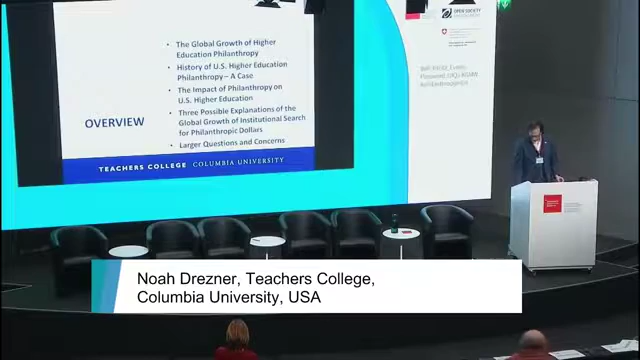 • The Global Growth of Higher
Education Philanthropy
• History of U.S. Higher Education
Philanthropy – A Case
• The Impact of Philanthropy on
U.S. Higher Education
• Three Possible Explanations of the
Global Growth of Institutional Search
for Philanthropic Dollars
• Larger Questions and Concerns
OVERVIEW
TEACHERS COLLEGE COLUMBIA UNIVERSITY
OPEN SOCIETY
Noah Drezner, Teachers College,
Columbia University, USA